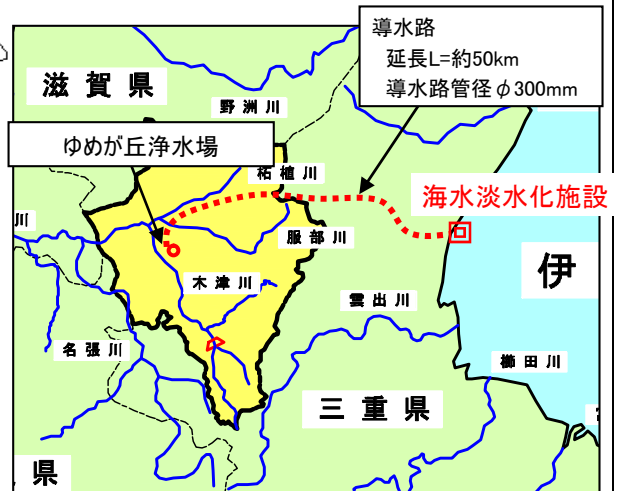 導水路
延長L=約50km
導水路管径φ300mm
滋賀県
野洲川
ゆめが丘浄水場
柘植川
海水淡水化施設
川
服部川
伊
木津川
雲出川
名張川
櫛田川
三重県
県